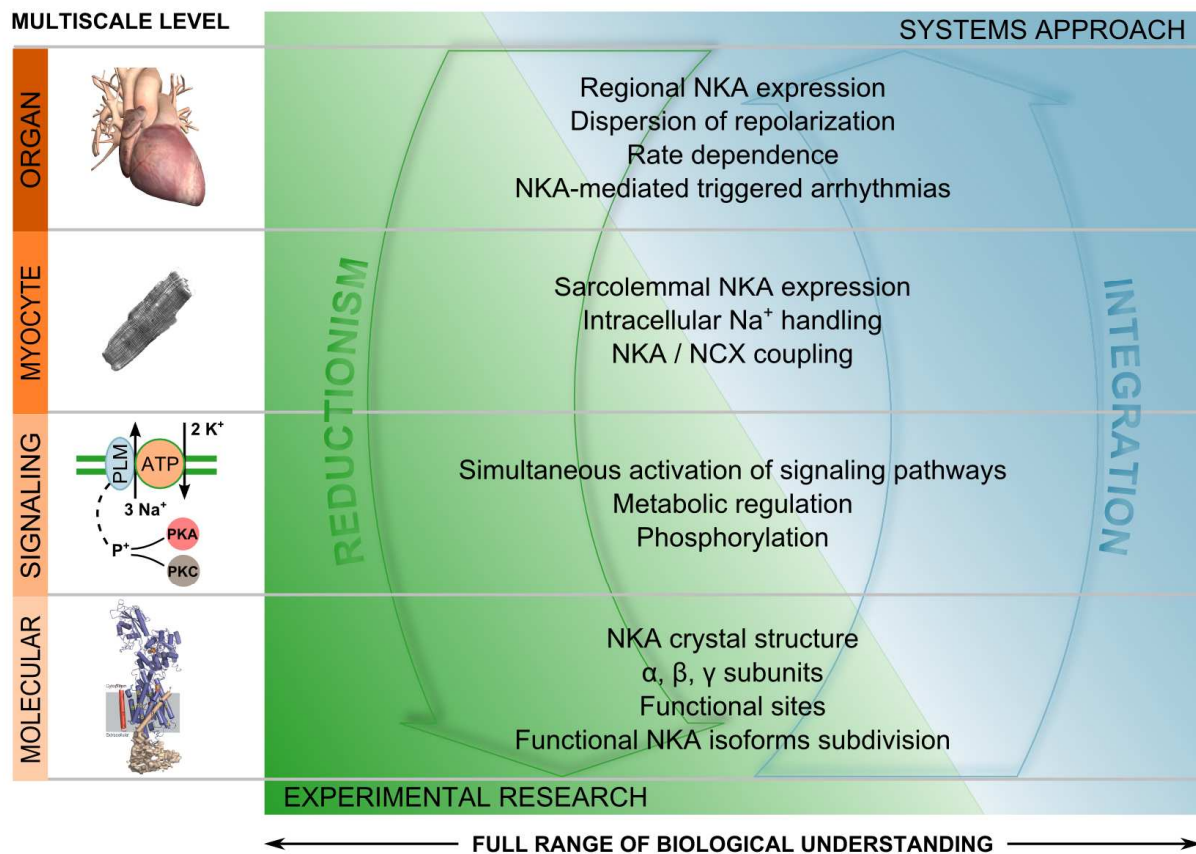 MULTISCALE LEVEL
SYSTEMS APPROACH
ORGAN
Regional NKA expression
Dispersion of repolarization
Rate dependence
NKA-mediated triggered arrhythmias
MYOCYTE
Sarcolemmal NKA expression
Intracellular Na⁺ handling
NKA / NCX coupling
REDUCTIONISM
INTEGRATION
SIGNALING
2 K⁺
PLM
ATP
3 Na⁺
P⁺
PKA
PKC
Simultaneous activation of signaling pathways
Metabolic regulation
Phosphorylation
MOLECULAR
NKA crystal structure
α, β, γ subunits
Functional sites
Functional NKA isoforms subdivision
EXPERIMENTAL RESEARCH
FULL RANGE OF BIOLOGICAL UNDERSTANDING